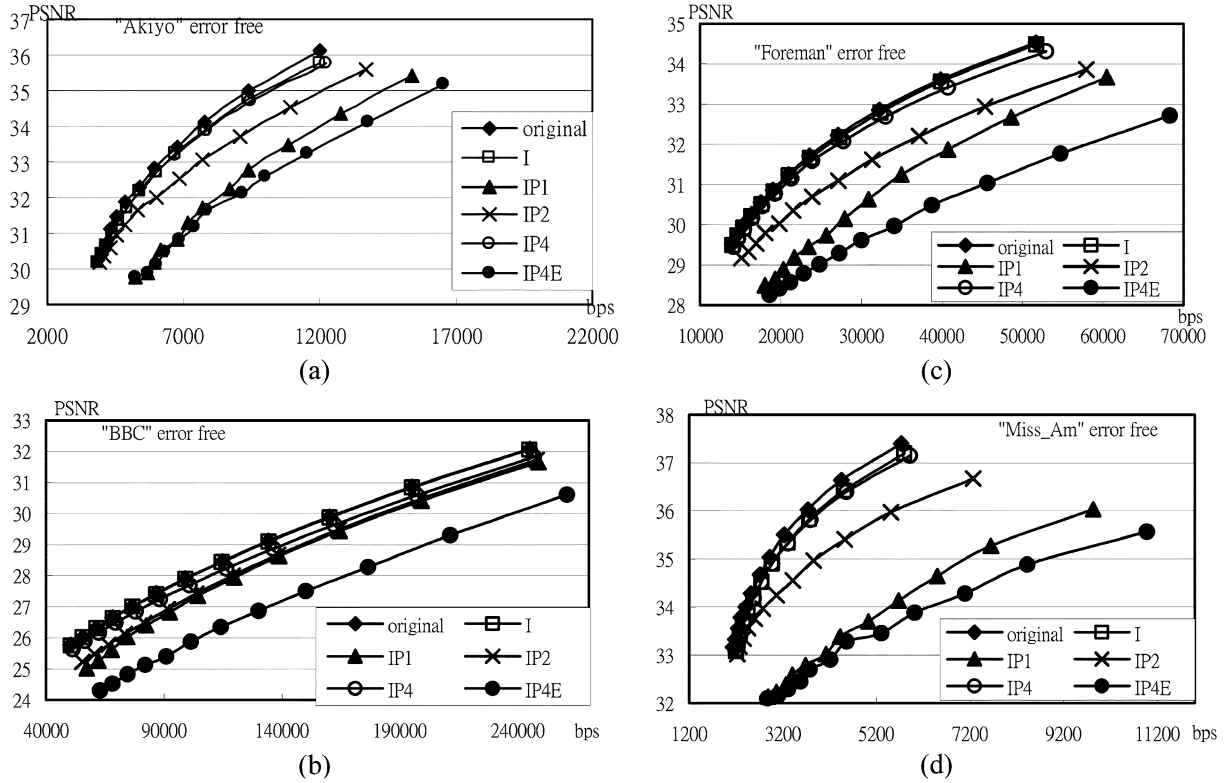 PSNR
"Akiyo" error free
37
36
35
34
33
32
31
30
29
2000
7000
12000
17000
22000
bps
original
I
IP1
IP2
IP4
IP4E
(a)
PSNR
"Foreman" error free
35
34
33
32
31
30
29
28
10000
20000
30000
40000
50000
60000
70000
bps
original
I
IP1
IP2
IP4
IP4E
(c)
PSNR
"BBC" error free
33
32
31
30
29
28
27
26
25
24
40000
90000
140000
190000
240000
bps
original
I
IP1
IP2
IP4
IP4E
(b)
PSNR
"Miss_Am" error free
38
37
36
35
34
33
32
1200
3200
5200
7200
9200
11200
bps
original
I
IP1
IP2
IP4
IP4E
(d)